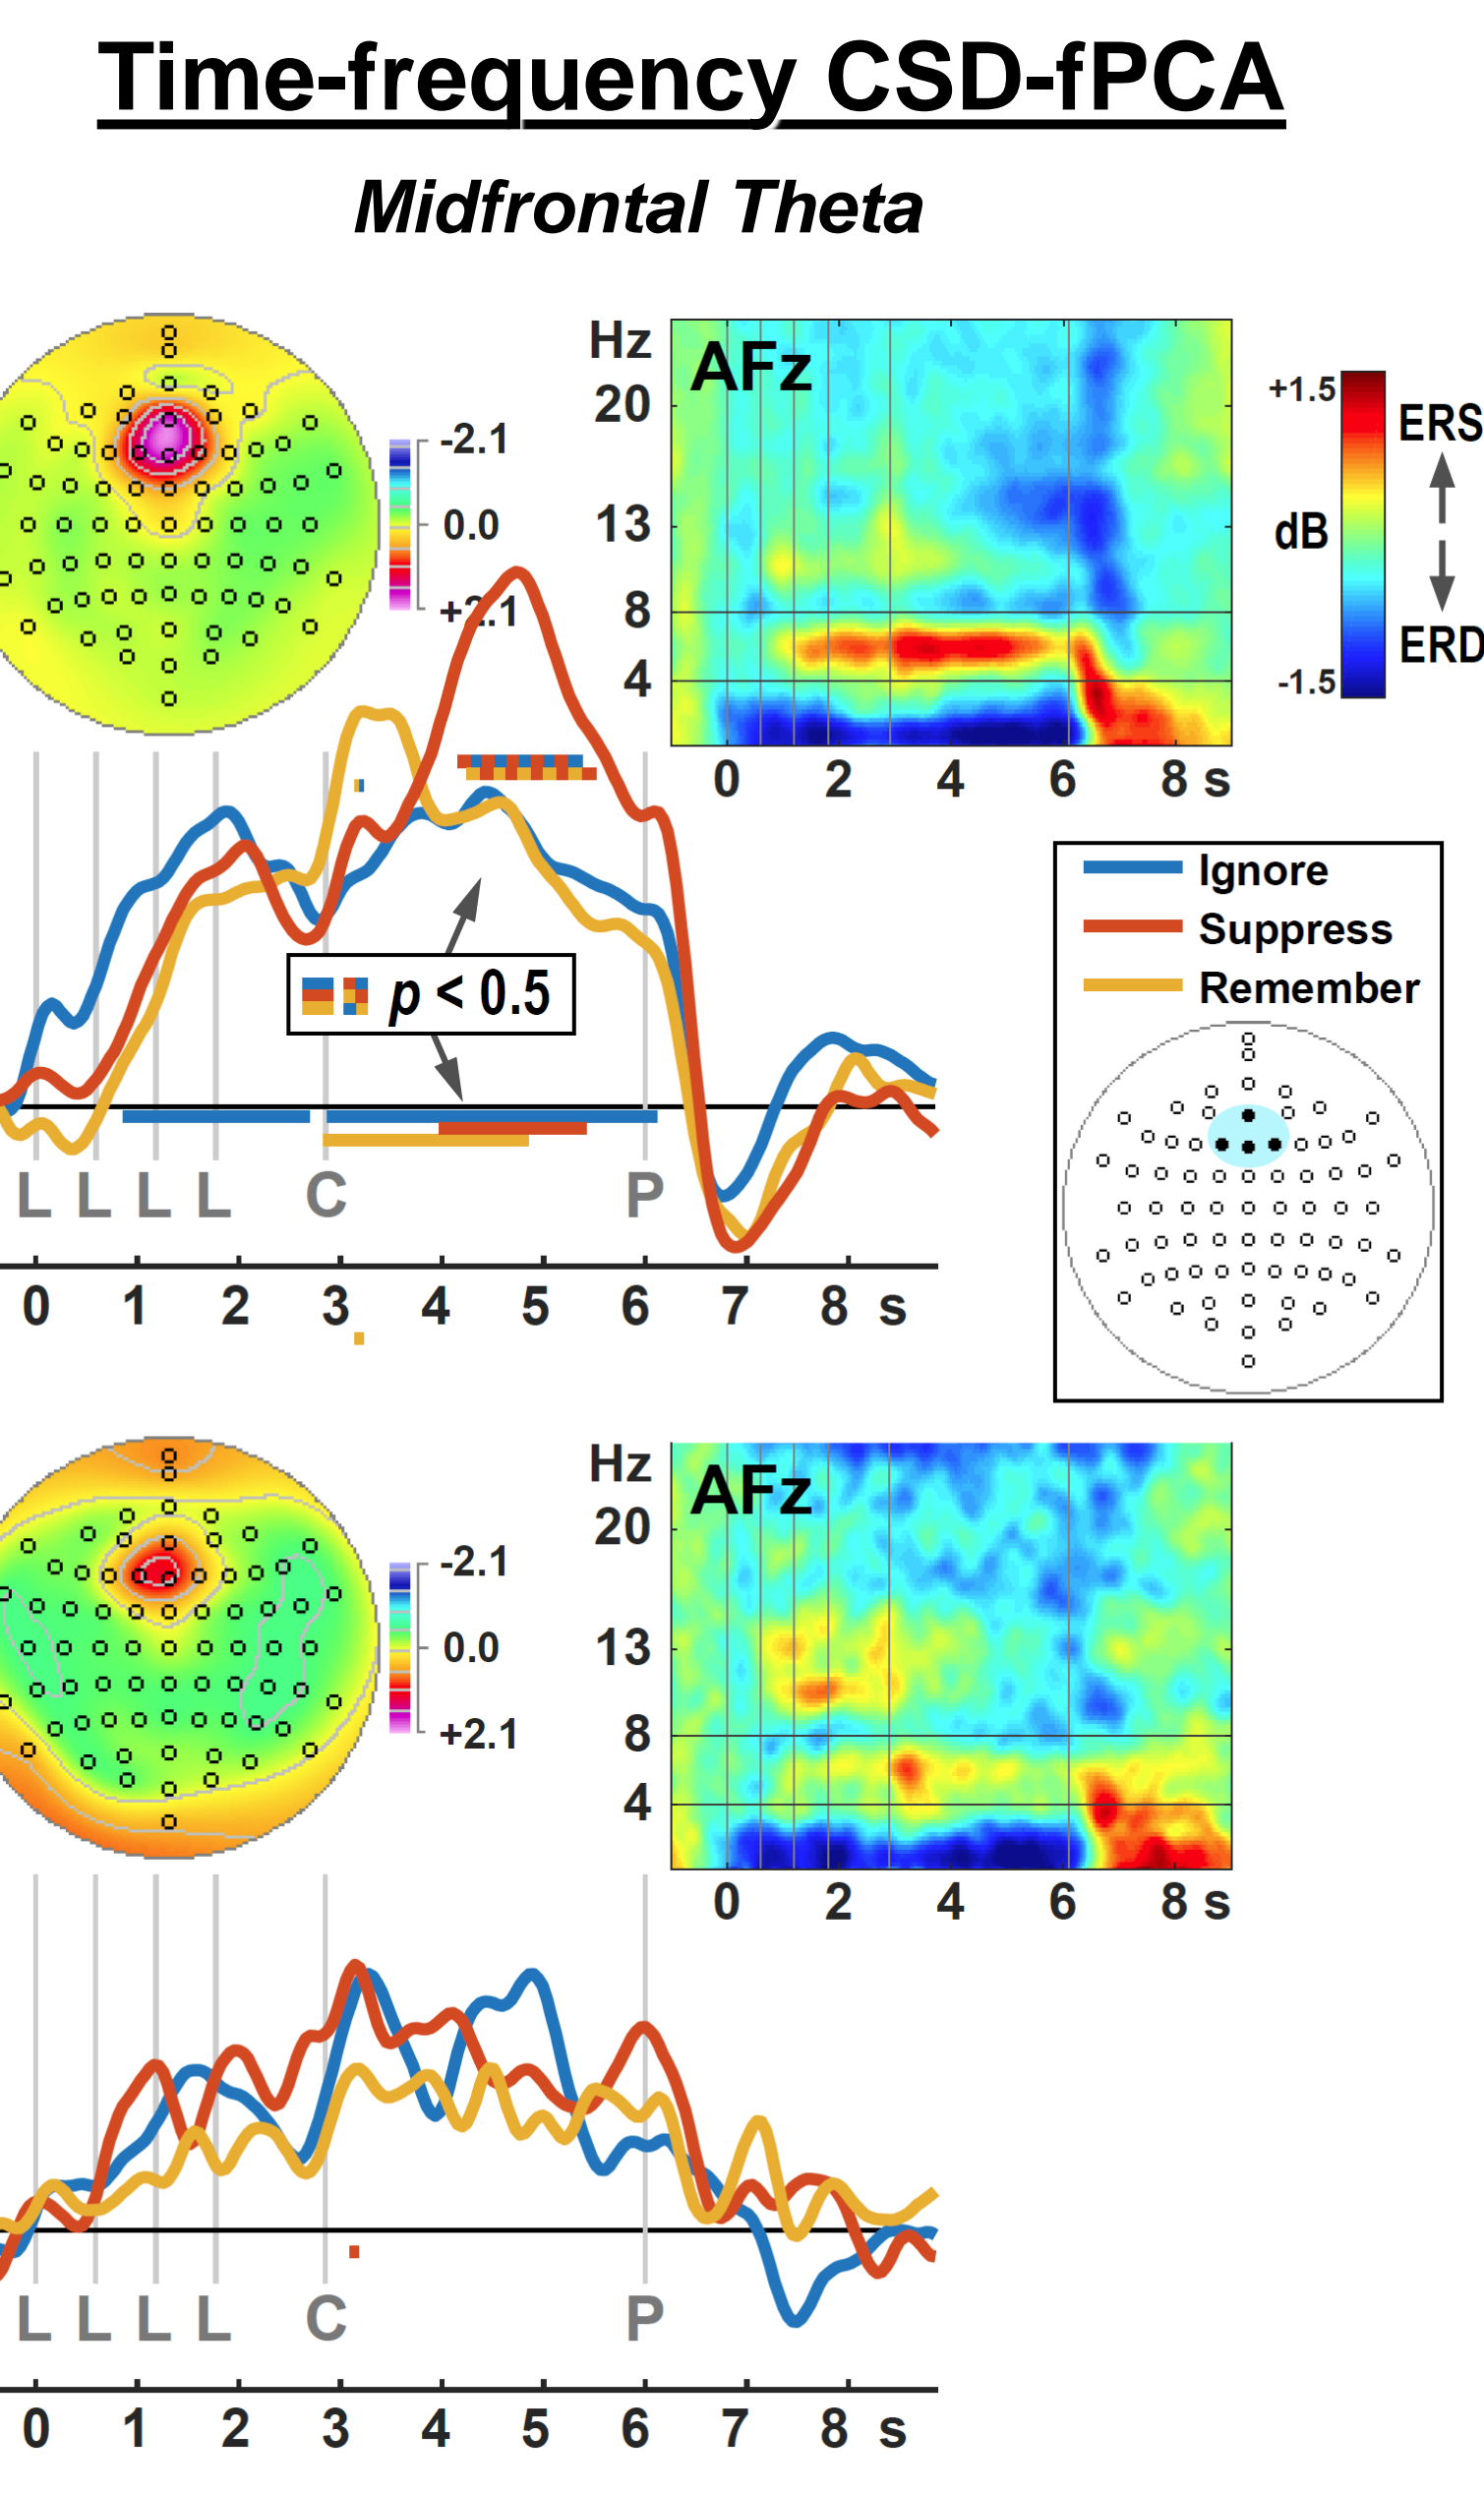 Time-frequency CSD-fPCA
Midfrontal Theta
-2.1
0.0
+2.1
Hz
20
13
8
4
AFz
0 2 4 6 8 s
+1.5
dB
-1.5
ERS
ERD
p < 0.5
L L L L C P
0 1 2 3 4 5 6 7 8 s
Ignore
Suppress
Remember
-2.1
0.0
+2.1
Hz
20
13
8
4
AFz
0 2 4 6 8 s
L L L L C P
0 1 2 3 4 5 6 7 8 s